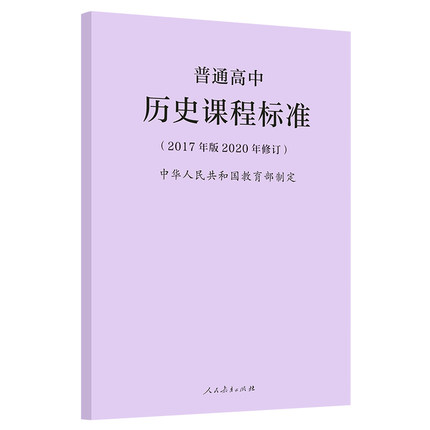 普通高中
历史课程标准
（2017年版2020年修订）
中华人民共和国教育部制定
人民教育出版社